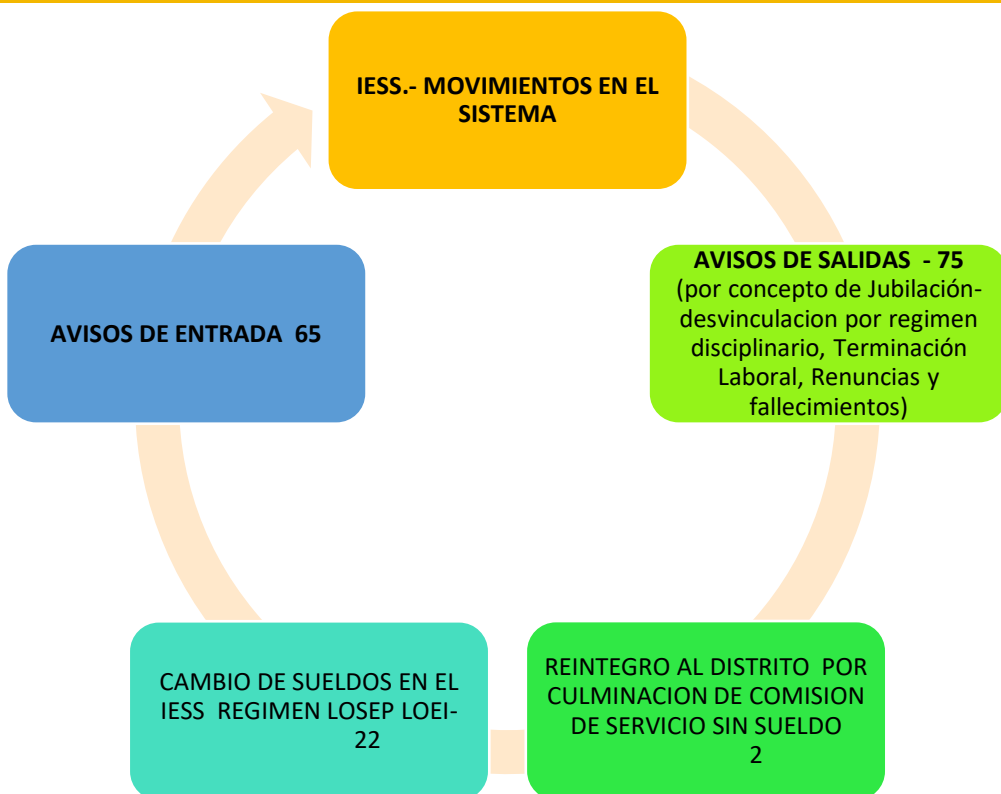 IESS.- MOVIMIENTOS EN EL
SISTEMA
AVISOS DE SALIDAS - 75
(por concepto de Jubilación-
desvinculacion por regimen
disciplinario, Terminación
Laboral, Renuncias y
fallecimientos)
REINTEGRO AL DISTRITO POR
CULMINACION DE COMISION
DE SERVICIO SIN SUELDO
2
CAMBIO DE SUELDOS EN EL
IESS REGIMEN LOSEP LOEI-
22
AVISOS DE ENTRADA 65